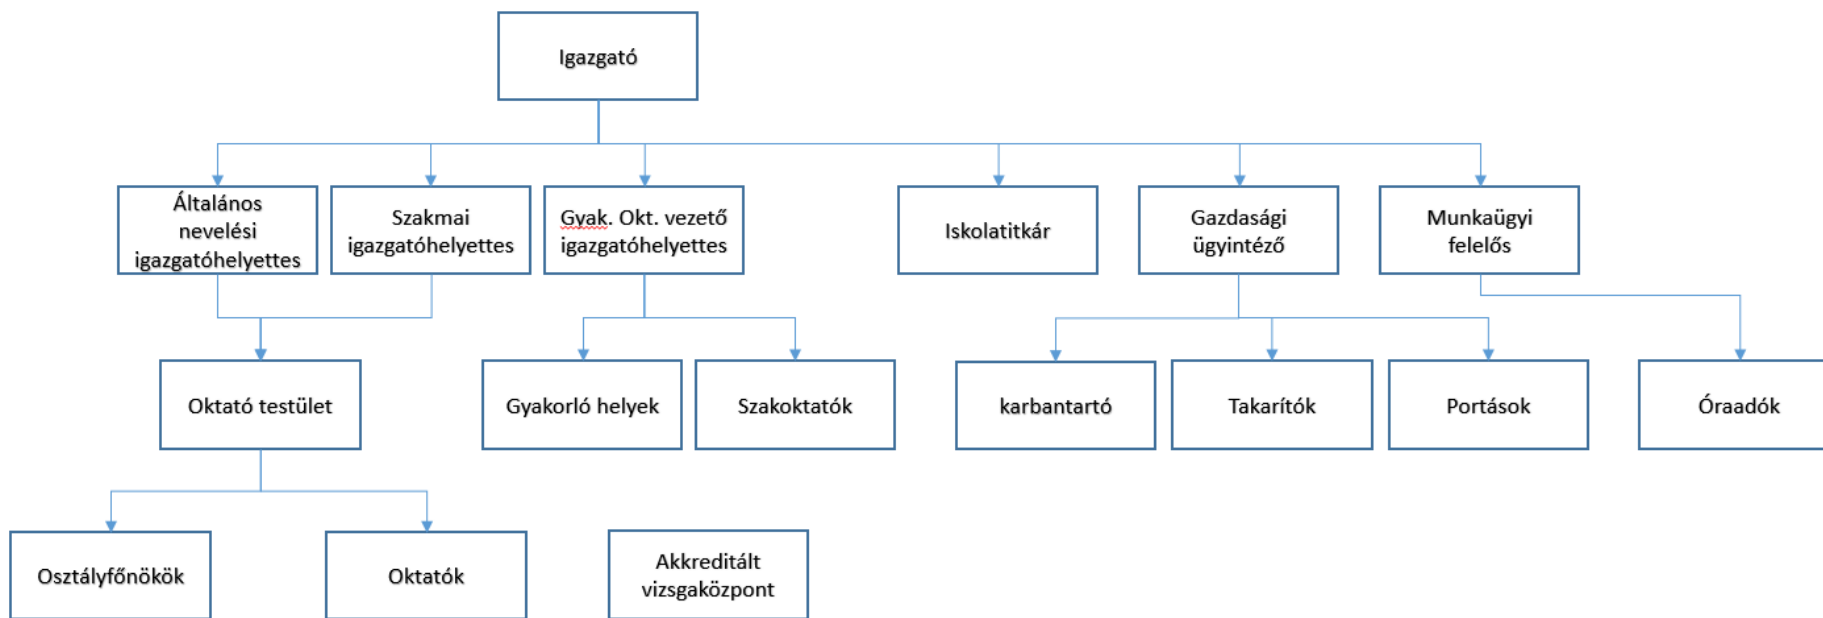 Igazgató
Általános
nevelési
igazgatóhelyettes
Szakmai
igazgatóhelyettes
Gyak. Okt. vezető
igazgatóhelyettes
Iskolatitkár
Gazdasági
ügyintéző
Munkaügyi
felelős
Oktató testület
Gyakorló helyek
Szakoktatók
karbantartó
Takarítók
Portások
Óraadók
Osztályfőnökök
Oktatók
Akkreditált
vizsgaközpont